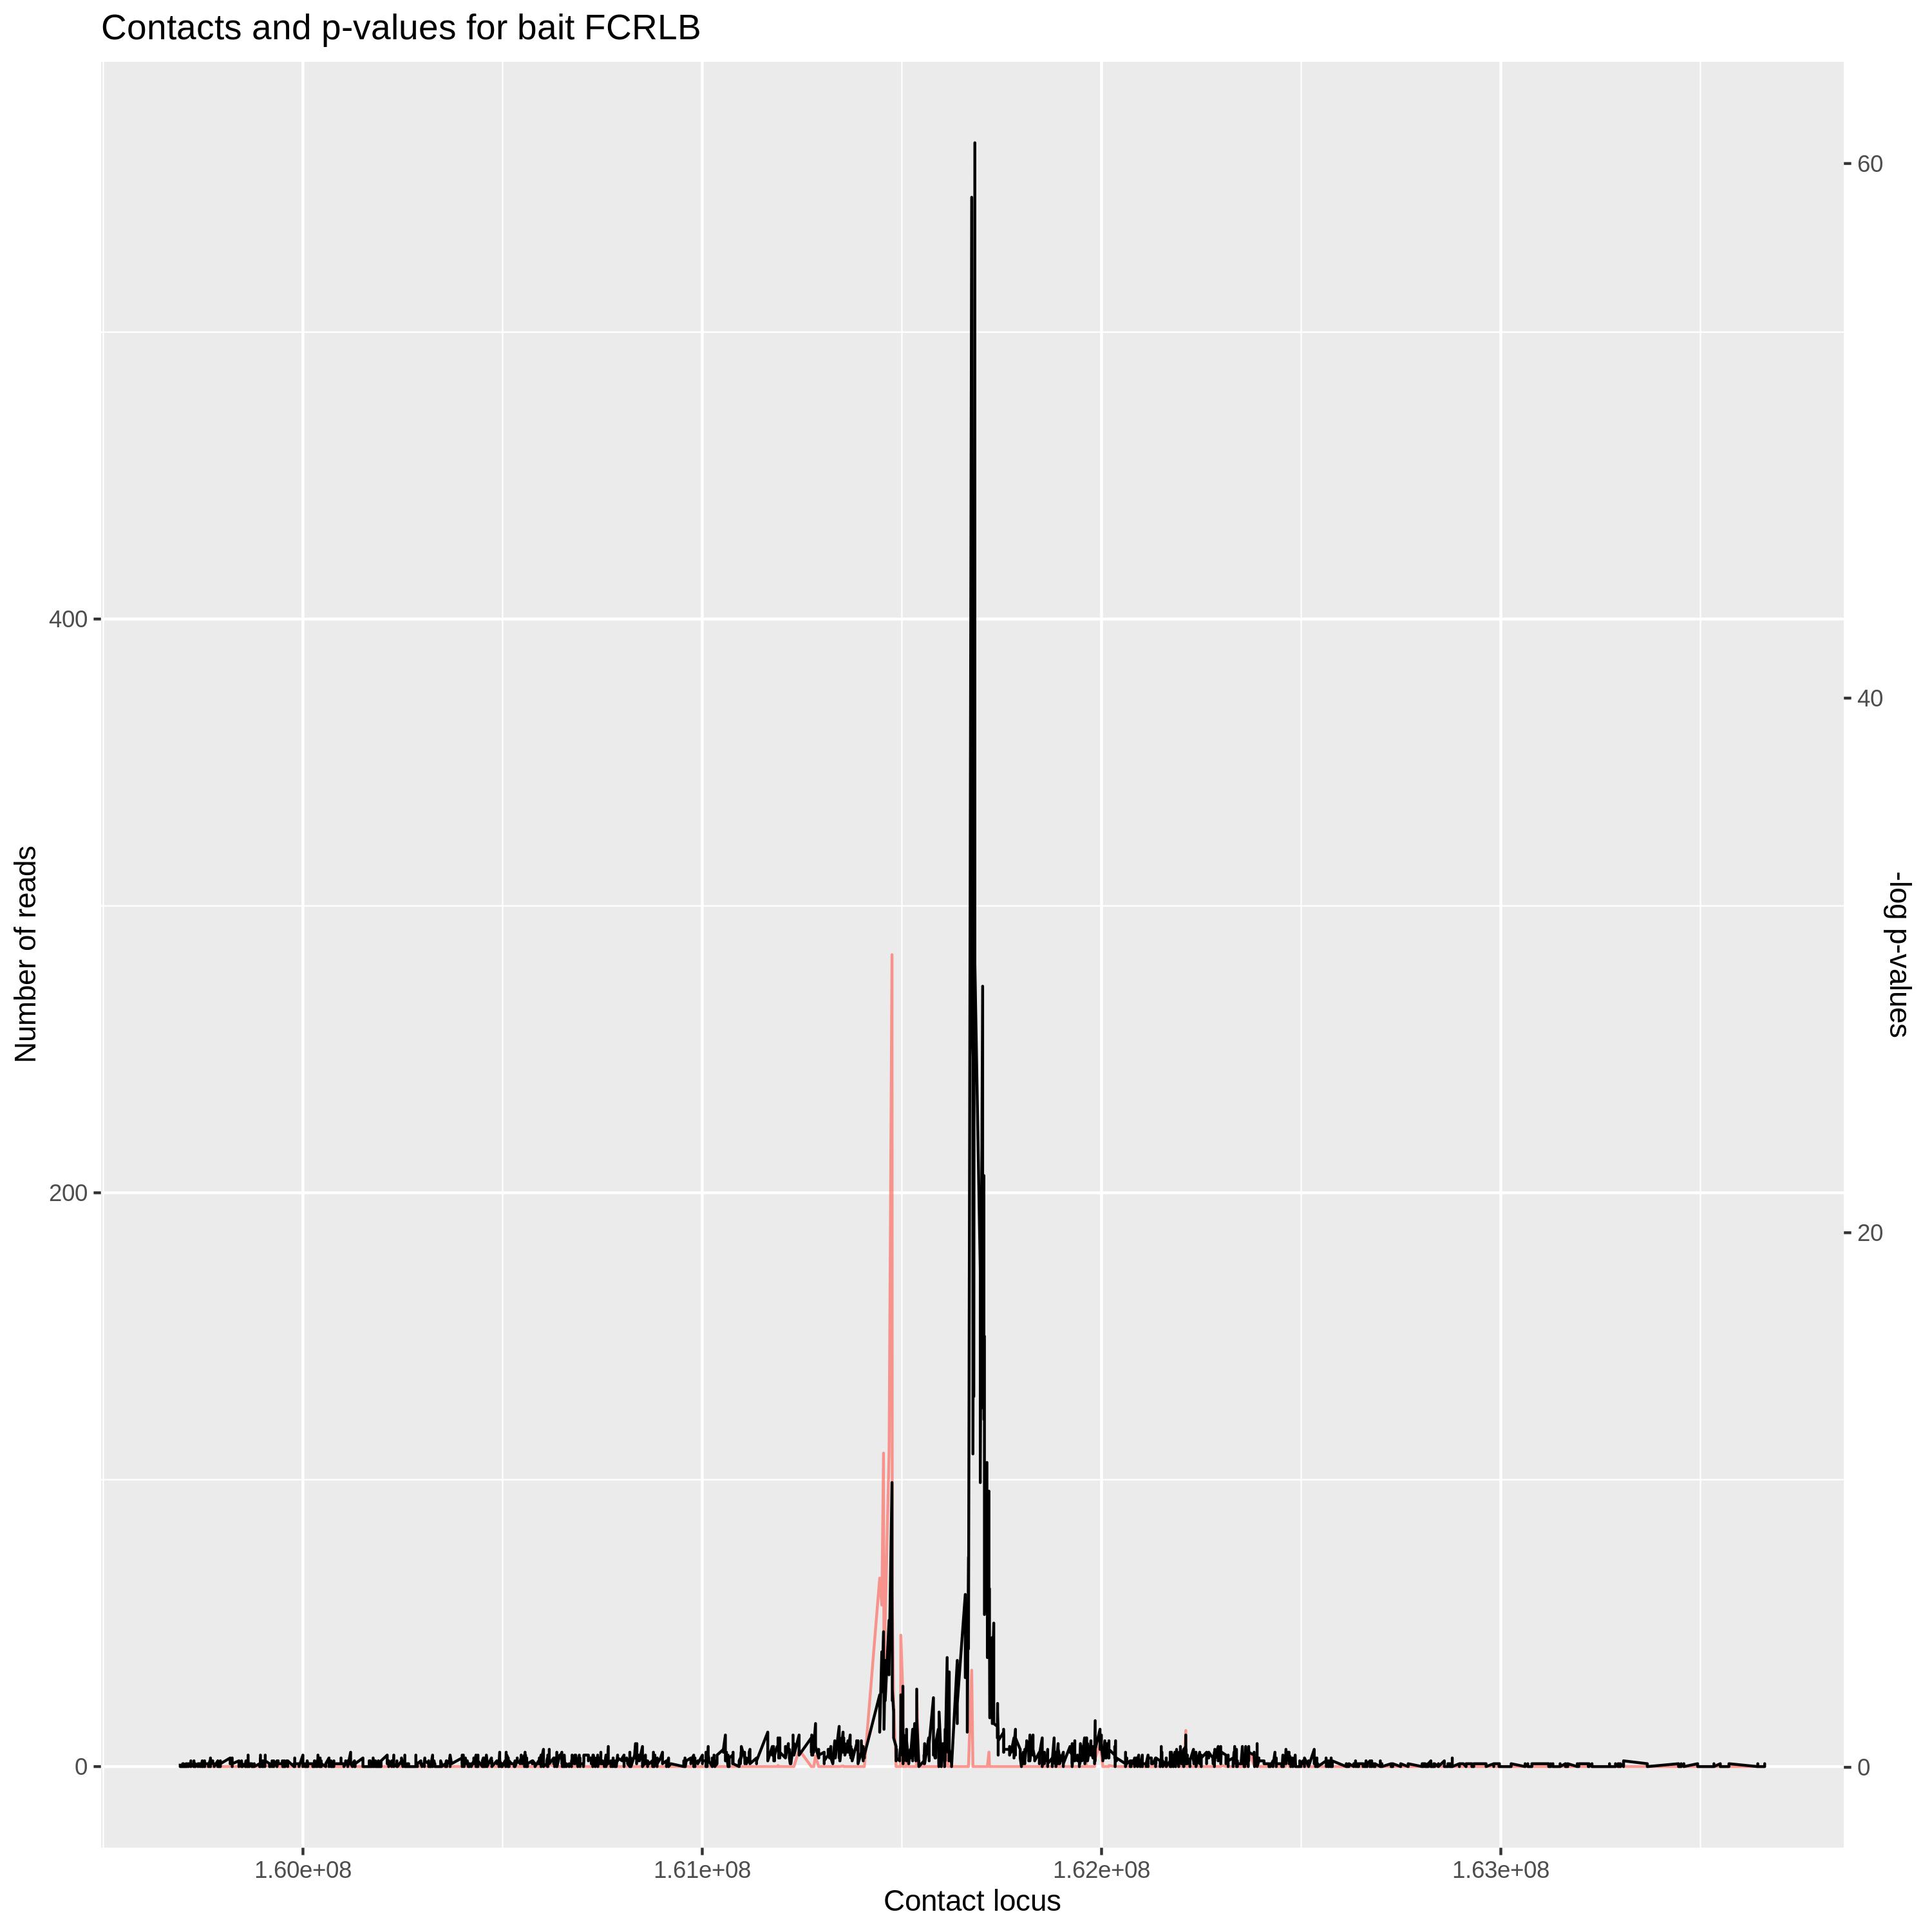 Contacts and p-values for bait FCRLB
Number of reads
400
200
0
60
40
20
0
-log p-values
1.60e+08
1.61e+08
1.62e+08
1.63e+08
Contact locus